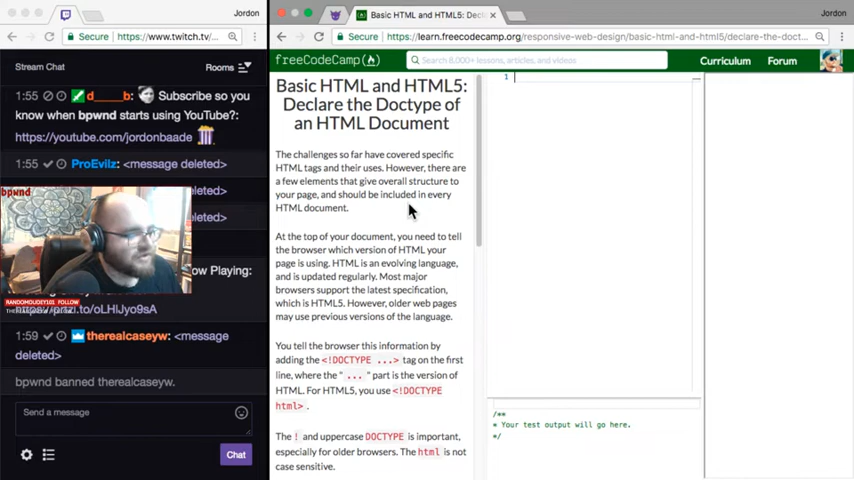 Jordon
Basic HTML and HTML5: Decl
Jordon
Secure
https://www.twitch.tv/...
Secure
https://learn.freecodecamp.org/responsive-web-design/basic-html-and-html5/declare-the-doct...
Stream Chat
Rooms
freeCodeCamp
Search 8,000+ lessons, articles, and videos
Curriculum
Forum
1:55 d_____b: Subscribe so you
know when bpwnd starts using YouTube?:
https://youtube.com/jordonbaade
1:55 ProEvilz: <message deleted>
bpwnd
ow Playing:
RANDOMDUDEY101 FOLLOW
1:59 therealcaseyw: <message
deleted>
bpwnd banned therealcaseyw.
Send a message
Chat
Basic HTML and HTML5:
Declare the Doctype of
an HTML Document
The challenges so far have covered specific
HTML tags and their uses. However, there are
a few elements that give overall structure to
your page, and should be included in every
HTML document.
At the top of your document, you need to tell
the browser which version of HTML your
page is using. HTML is an evolving language,
and is updated regularly. Most major
browsers support the latest specification,
which is HTML5. However, older web pages
may use previous versions of the language.
You tell the browser this information by
adding the <!DOCTYPE ...> tag on the first
line, where the "...​" part is the version of
HTML. For HTML5, you use <!DOCTYPE
html> .
The ! and uppercase DOCTYPE is important,
especially for older browsers. The html is not
case sensitive.
1
/**
* Your test output will go here.
*/